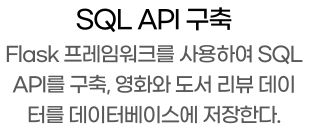 SQL API 구축
Flask 프레임워크를 사용하여 SQL
API를 구축, 영화와 도서 리뷰 데이
터를 데이터베이스에 저장한다.